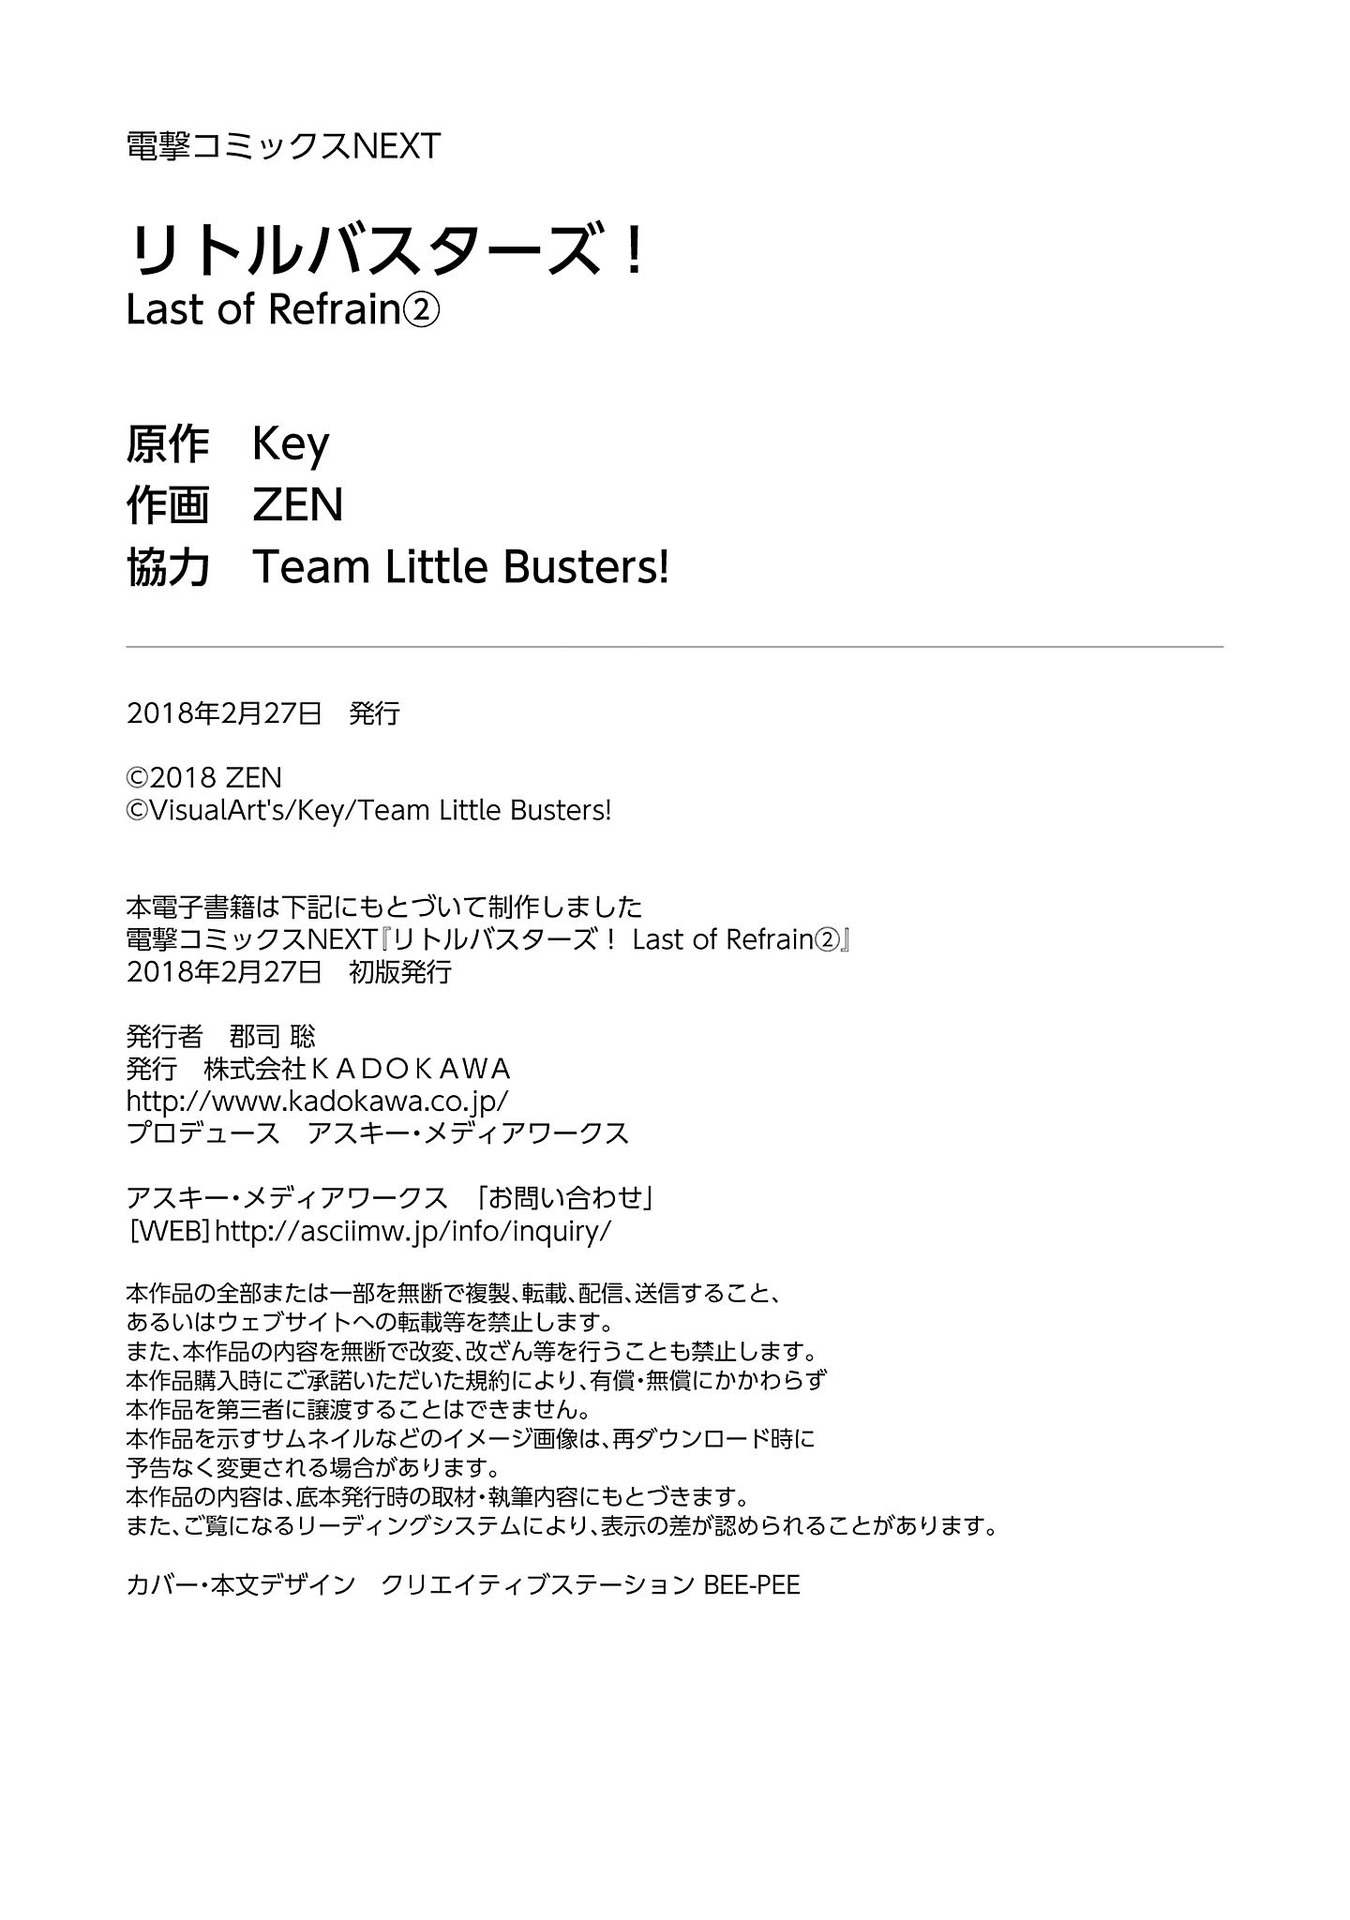 電撃コミックスNEXT
リトルバスターズ！
Last of Refrain②
原作　Key
作画　ZEN
協力　Team Little Busters!
2018年2月27日　発行
©2018 ZEN
©VisualArt's/Key/Team Little Busters!
本電子書籍は下記にもとづいて制作しました
電撃コミックスNEXT『リトルバスターズ！ Last of Refrain②』
2018年2月27日　初版発行
発行者　郡司 聡
発行　株式会社ＫＡＤＯＫＡＷＡ
http://www.kadokawa.co.jp/
プロデュース　アスキー・メディアワークス
アスキー・メディアワークス　「お問い合わせ」
［WEB］http://asciimw.jp/info/inquiry/
本作品の全部または一部を無断で複製、転載、配信、送信すること、
あるいはウェブサイトへの転載等を禁止します。
また、本作品の内容を無断で改変、改ざん等を行うことも禁止します。
本作品購入時にご承諾いただいた規約により、有償・無償にかかわらず
本作品を第三者に譲渡することはできません。
本作品を示すサムネイルなどのイメージ画像は、再ダウンロード時に
予告なく変更される場合があります。
本作品の内容は、底本発行時の取材・執筆内容にもとづきます。
また、ご覧になるリーディングシステムにより、表示の差が認められることがあります。
カバー・本文デザイン　クリエイティブステーション BEE-PEE